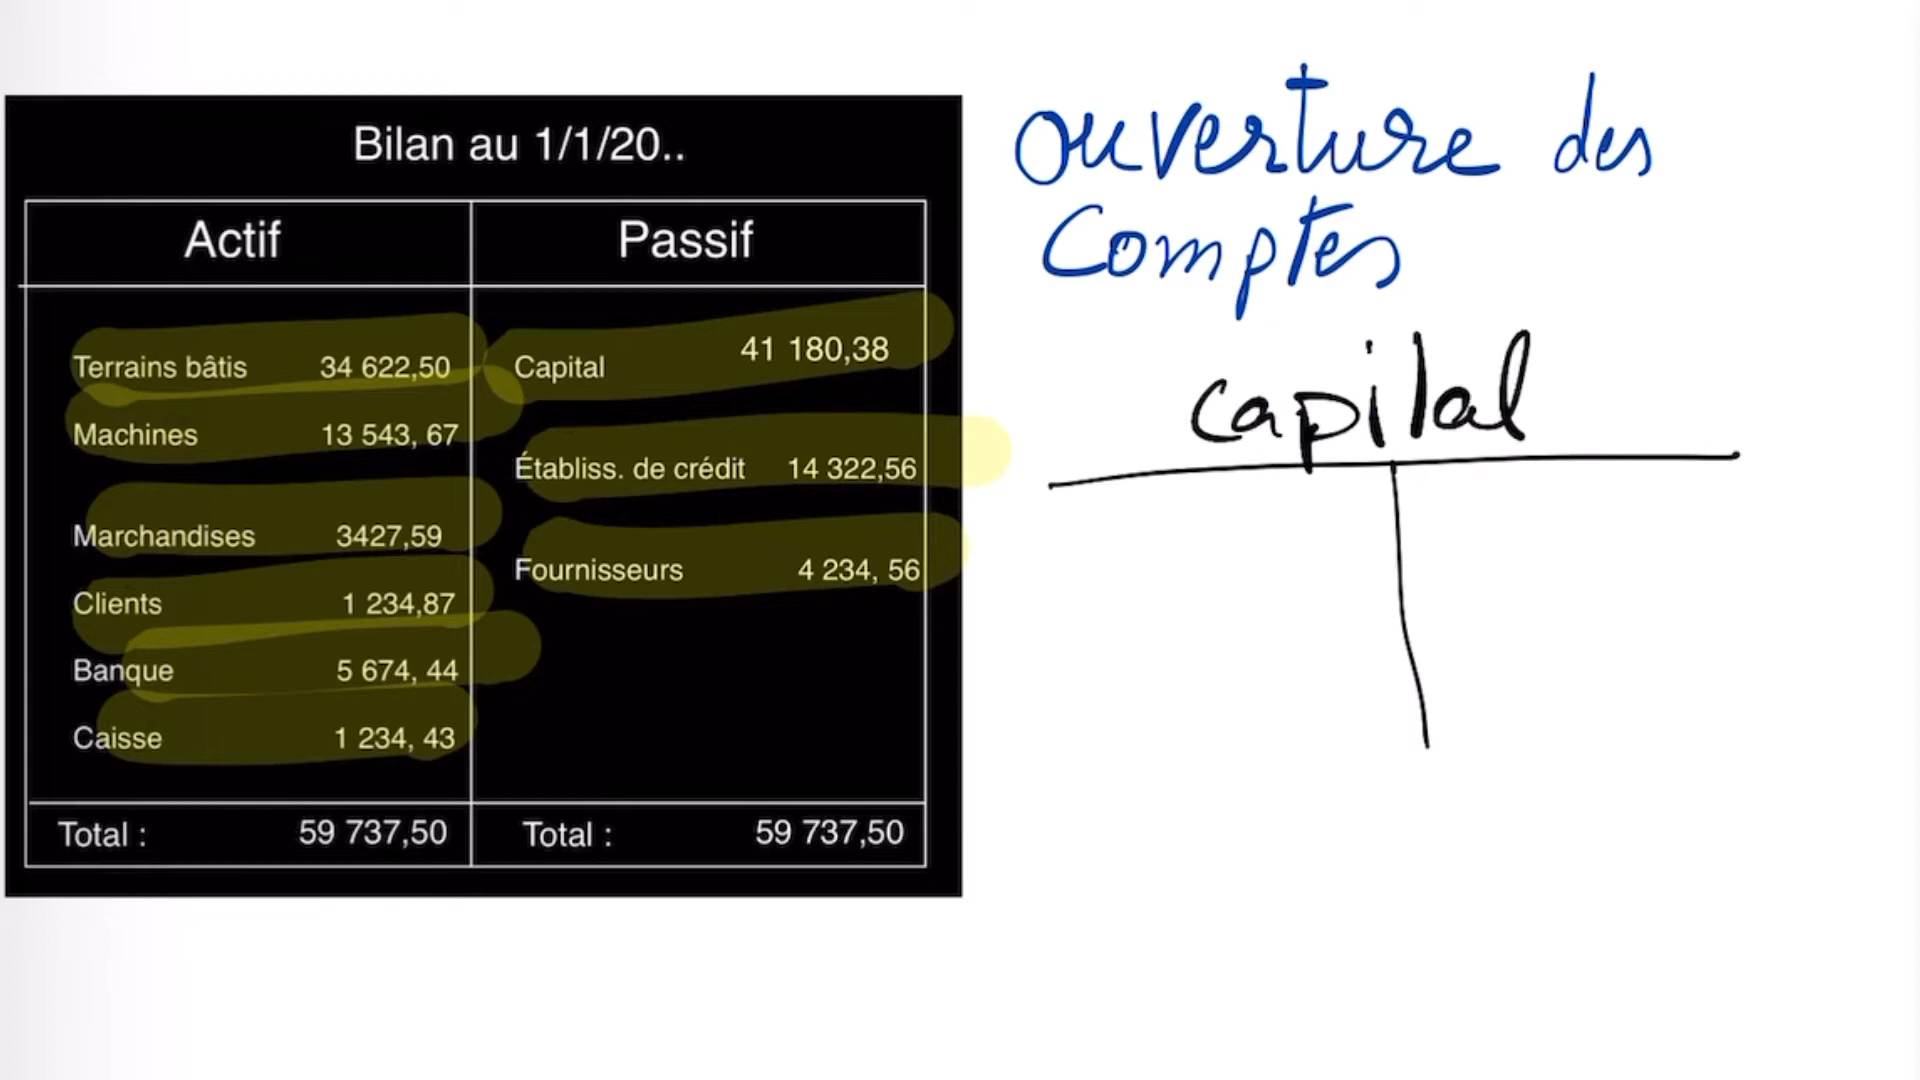 Bilan au 1/1/20..
Actif Passif
Terrains bâtis 34 622,50 Capital 41 180,38
Machines 13 543, 67
Établiss. de crédit 14 322,56
Marchandises 3427,59
Fournisseurs 4 234, 56
Clients 1 234,87
Banque 5 674, 44
Caisse 1 234, 43
Total : 59 737,50 Total : 59 737,50
ouverture des
Comptes
capital